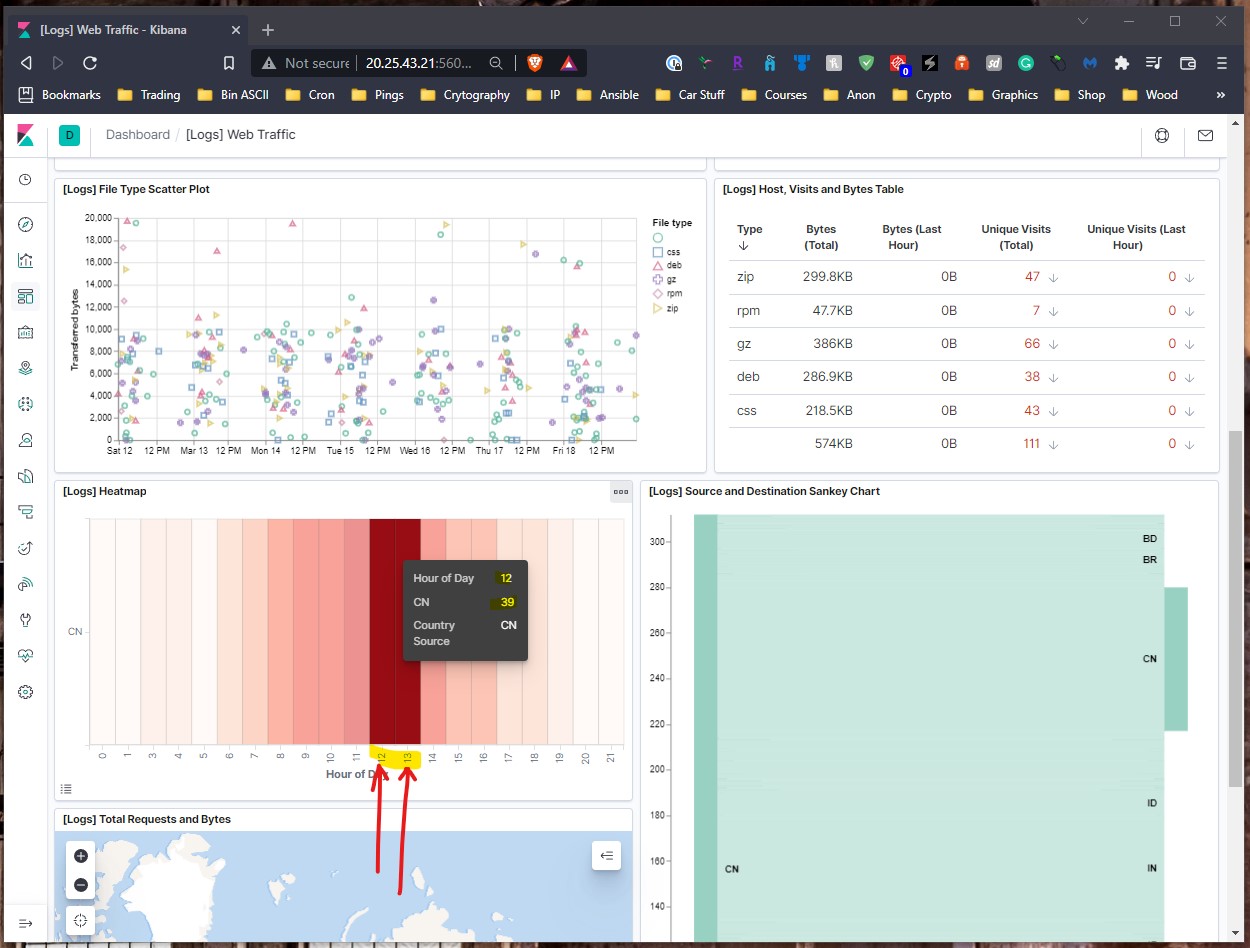 [Logs] Web Traffic - Kibana
Not secure 20.25.43.21:560...
0
Bookmarks Trading Bin ASCII Cron Pings Crytography IP Ansible Car Stuff Courses Anon Crypto Graphics Shop Wood »
D Dashboard / [Logs] Web Traffic
[Logs] File Type Scatter Plot
Transferred bytes
20,000
18,000
16,000
14,000
12,000
10,000
8,000
6,000
4,000
2,000
0
Sat 12 12 PM Mar 13 12 PM Mon 14 12 PM Tue 15 12 PM Wed 16 12 PM Thu 17 12 PM Fri 18 12 PM
File type
css
deb
gz
rpm
zip
[Logs] Host, Visits and Bytes Table
Type Bytes (Total) Bytes (Last Hour) Unique Visits (Total) Unique Visits (Last Hour)
zip 299.8KB 0B 47 0
rpm 47.7KB 0B 7 0
gz 386KB 0B 66 0
deb 286.9KB 0B 38 0
css 218.5KB 0B 43 0
574KB 0B 111 0
[Logs] Heatmap
CN
Hour of Day 12
CN 39
Country Source CN
0 1 3 4 5 6 7 8 9 10 11 12 13 14 15 16 17 18 19 20 21
Hour of D
[Logs] Source and Destination Sankey Chart
300
280
260
240
220
200
180
160
140
CN
BD
BR
CN
ID
IN
[Logs] Total Requests and Bytes